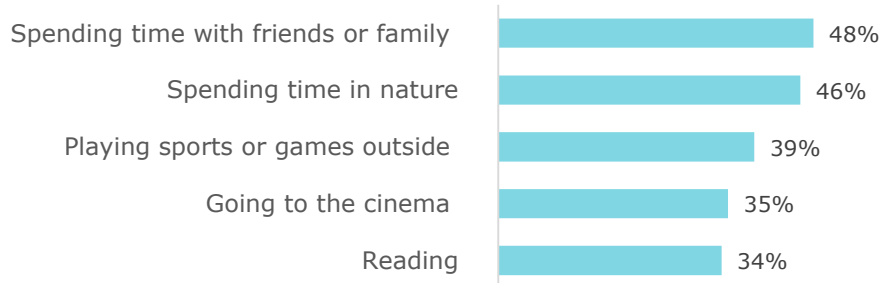 Spending time with friends or family 48%
Spending time in nature 46%
Playing sports or games outside 39%
Going to the cinema 35%
Reading 34%